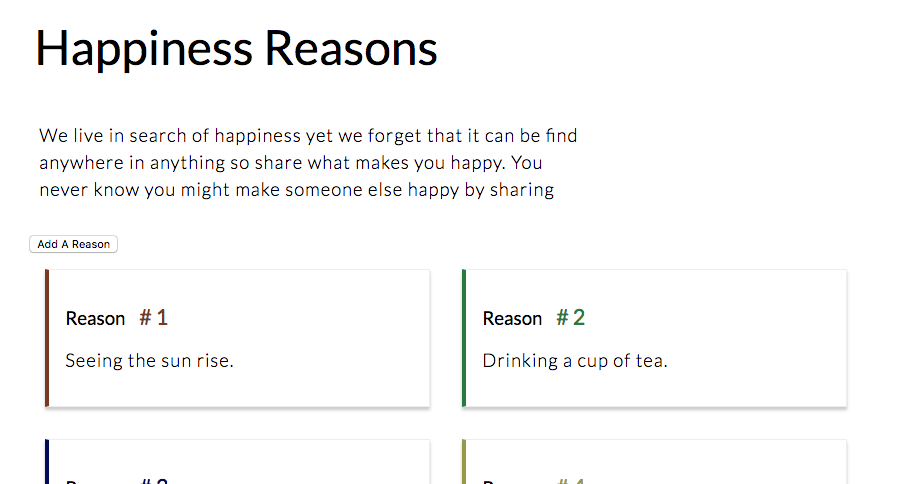 Happiness Reasons
We live in search of happiness yet we forget that it can be find
anywhere in anything so share what makes you happy. You
never know you might make someone else happy by sharing
Add A Reason
Reason # 1
Seeing the sun rise.
Reason # 2
Drinking a cup of tea.